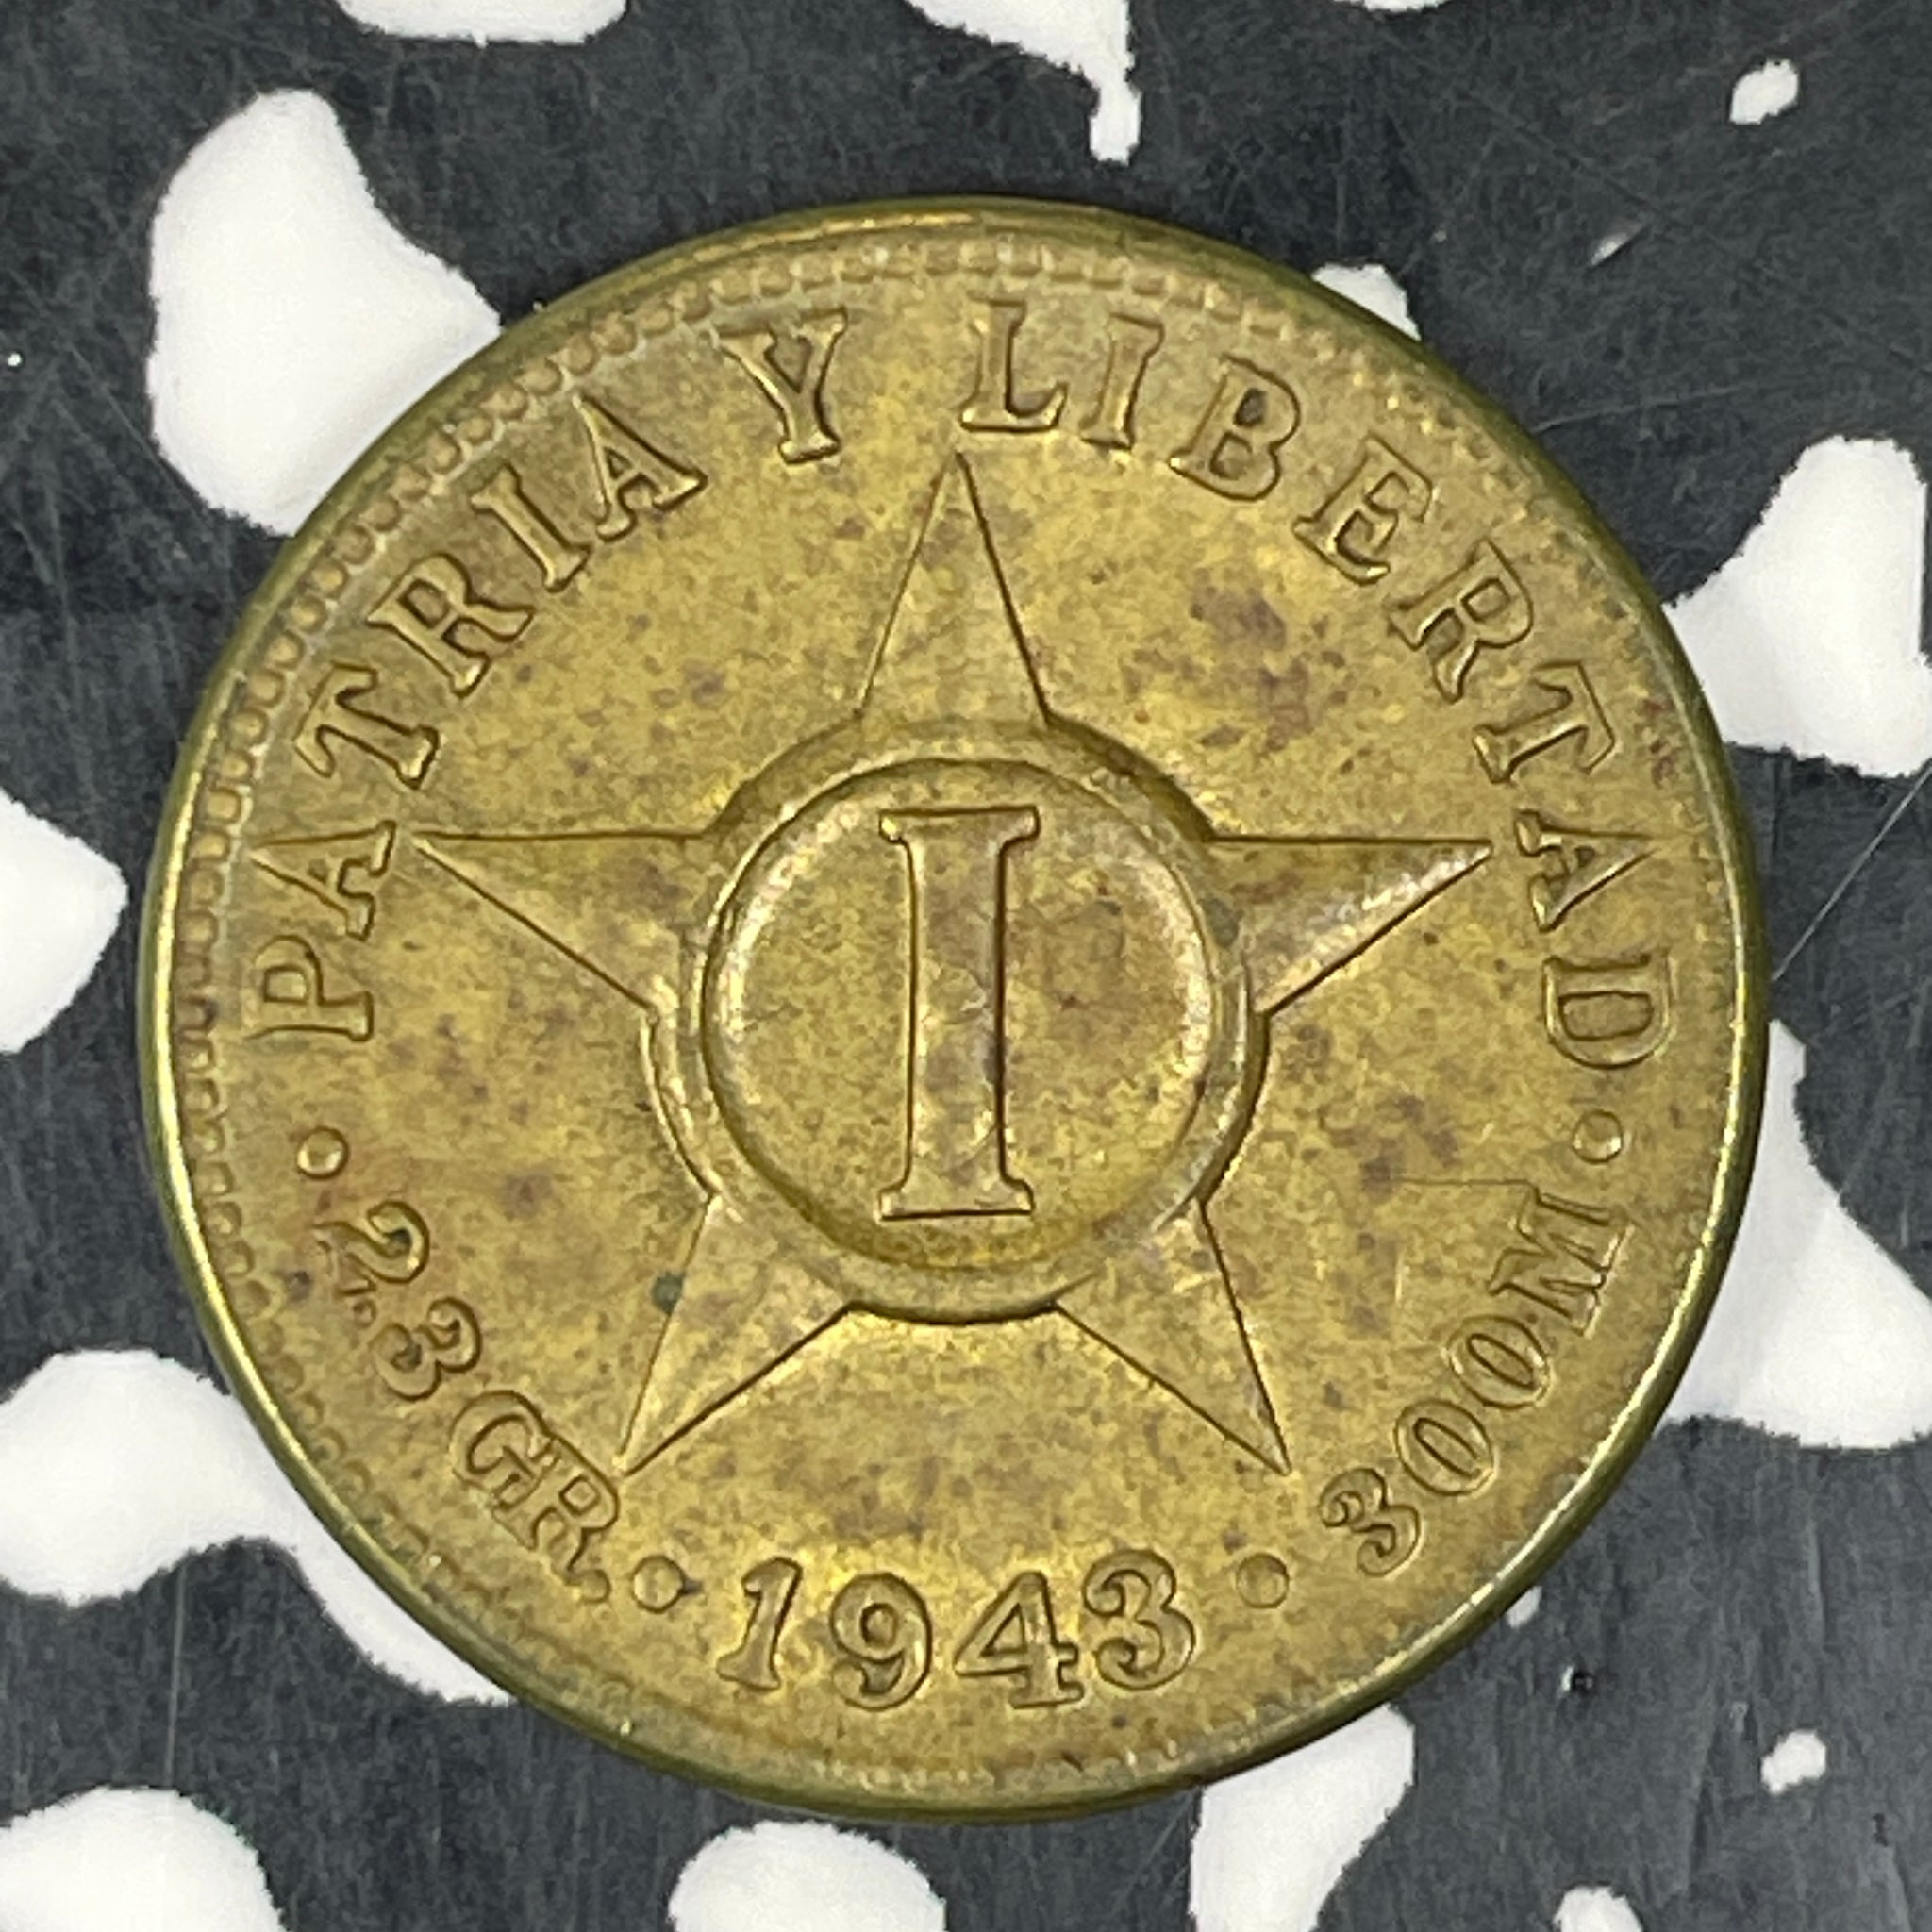 PATRIA Y LIBERTAD
I
2.3 GR. • 1943 • 300 M